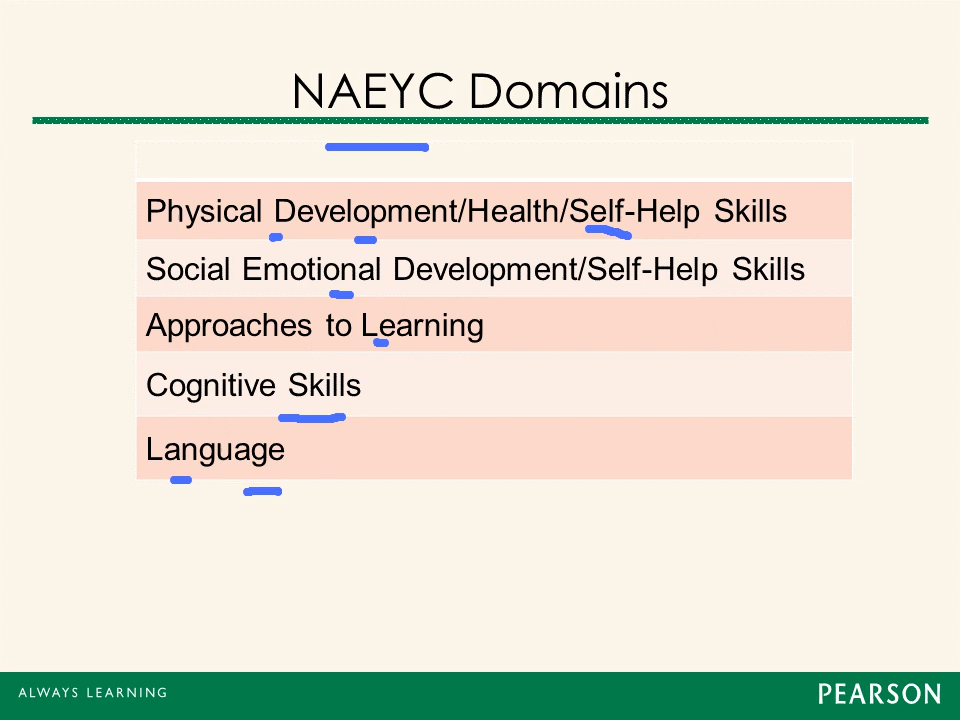 NAEYC Domains
Physical Development/Health/Self-Help Skills
Social Emotional Development/Self-Help Skills
Approaches to Learning
Cognitive Skills
Language
ALWAYS LEARNING
PEARSON